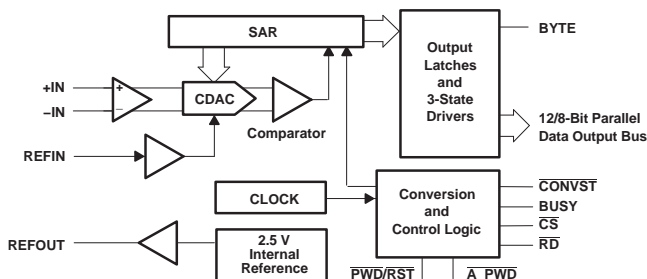 SAR
BYTE
Output
Latches
and
3-State
Drivers
+IN
–IN
+
–
CDAC
Comparator
12/8-Bit Parallel
Data Output Bus
REFIN
CLOCK
Conversion
and
Control Logic
CONVST
BUSY
CS
RD
REFOUT
2.5 V
Internal
Reference
PWD/RST
A_PWD